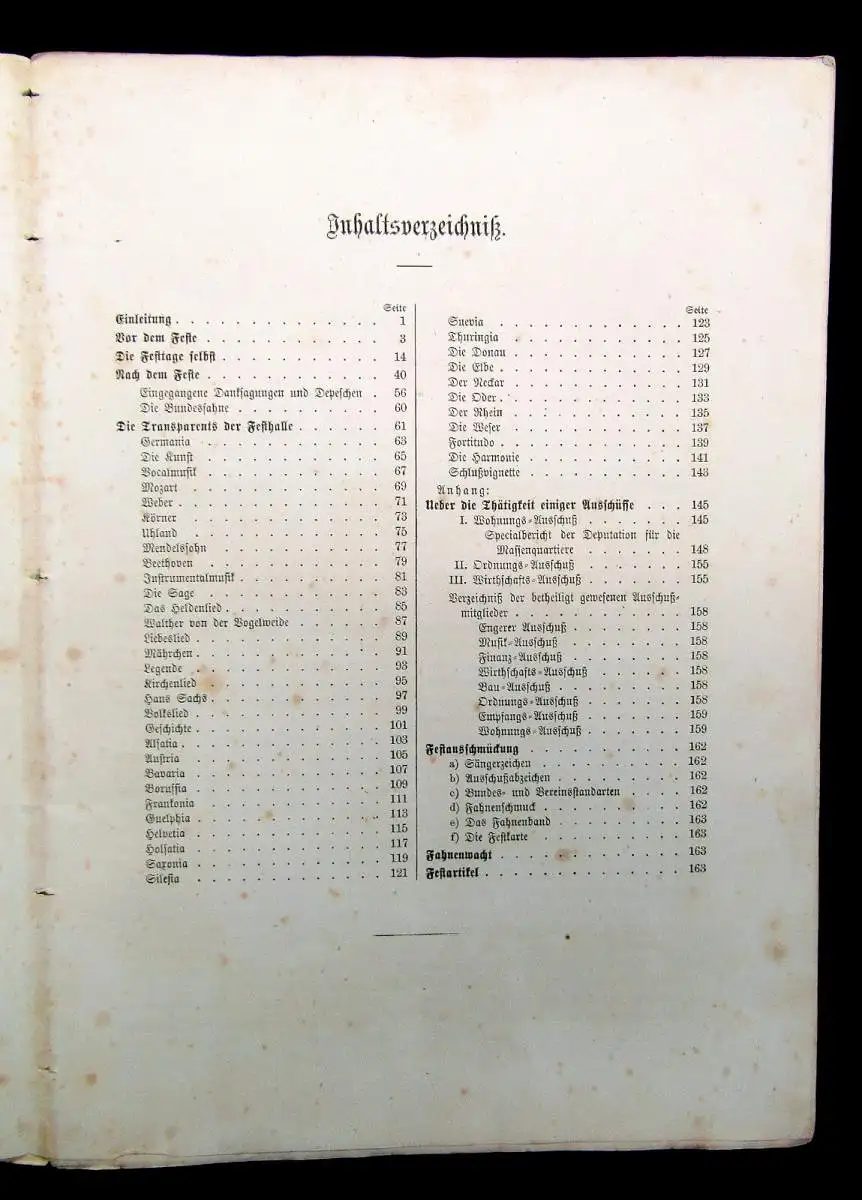 Inhaltsverzeichniß.
Seite
Einleitung . . . . . . . . . . . . . . 1
Vor dem Feste . . . . . . . . . . . . 3
Die Festtage selbst . . . . . . . . . . . 14
Nach dem Feste . . . . . . . . . . . . 40
Eingegangene Danksagungen und Depeschen . 56
Die Bundesfahne . . . . . . . . . . 60
Die Transparents der Festhalle . . . . . . 61
Germania . . . . . . . . . . . . 63
Die Kunst . . . . . . . . . . . . 65
Vocalmusik . . . . . . . . . . . . 67
Mozart . . . . . . . . . . . . . 69
Weber . . . . . . . . . . . . . . 71
Körner . . . . . . . . . . . . . 73
Uhland . . . . . . . . . . . . . 75
Mendelssohn . . . . . . . . . . . . 77
Beethoven . . . . . . . . . . . . 79
Instrumentalmusik . . . . . . . . . . 81
Die Sage . . . . . . . . . . . . 83
Das Heldenlied . . . . . . . . . . . 85
Walther von der Vogelweide . . . . . . 87
Liebeslied . . . . . . . . . . . . . 89
Mährchen . . . . . . . . . . . . . 91
Legende . . . . . . . . . . . . . 93
Kirchenlied . . . . . . . . . . . . 95
Hans Sachs . . . . . . . . . . . . 97
Volkslied . . . . . . . . . . . . . 99
Geschichte . . . . . . . . . . . . . 101
Alsatia . . . . . . . . . . . . . . 103
Austria . . . . . . . . . . . . . 105
Bavaria . . . . . . . . . . . . . 107
Borussia . . . . . . . . . . . . . 109
Frankonia . . . . . . . . . . . . 111
Guelphia . . . . . . . . . . . . . 113
Helvetia . . . . . . . . . . . . . 115
Holsatia . . . . . . . . . . . . . 117
Saxonia . . . . . . . . . . . . . 119
Silesia . . . . . . . . . . . . . 121
Seite
Suevia . . . . . . . . . . . . . 123
Thuringia . . . . . . . . . . . . 125
Die Donau . . . . . . . . . . . . 127
Die Elbe . . . . . . . . . . . . . 129
Der Neckar . . . . . . . . . . . . 131
Die Oder . . . . . . . . . . . . . 133
Der Rhein . . . . . . . . . . . . 135
Die Weser . . . . . . . . . . . . 137
Fortitudo . . . . . . . . . . . . . 139
Die Harmonie . . . . . . . . . . . 141
Schlußvignette . . . . . . . . . . . 143
Anhang:
Ueber die Thätigkeit einiger Ausschüsse . . . 145
I. Wohnungs-Ausschuß . . . . . . . 145
Specialbericht der Deputation für die
Massenquartiere . . . . . . . 148
II. Ordnungs-Ausschuß . . . . . . . 155
III. Wirthschafts-Ausschuß . . . . . . . 155
Verzeichniß der betheiligt gewesenen Ausschuß-
mitglieder . . . . . . . . . . . . 158
Engerer Ausschuß . . . . . . . . 158
Musik-Ausschuß . . . . . . . . 158
Finanz-Ausschuß . . . . . . . . 158
Wirthschafts-Ausschuß . . . . . . 158
Bau-Ausschuß . . . . . . . . . 158
Ordnungs-Ausschuß . . . . . . . 158
Empfangs-Ausschuß . . . . . . . 159
Wohnungs-Ausschuß . . . . . . . 159
Festausschmückung . . . . . . . . . . . 162
a) Sängerzeichen . . . . . . . . . . 162
b) Ausschußabzeichen . . . . . . . . . 162
c) Bundes- und Vereinsstandarten . . . . 162
d) Fahnenschmuck . . . . . . . . . . 162
e) Das Fahnenband . . . . . . . . . 163
f) Die Festkarte . . . . . . . . . . 163
Fahnenwacht . . . . . . . . . . . . . 163
Festartikel . . . . . . . . . . . . . . 163